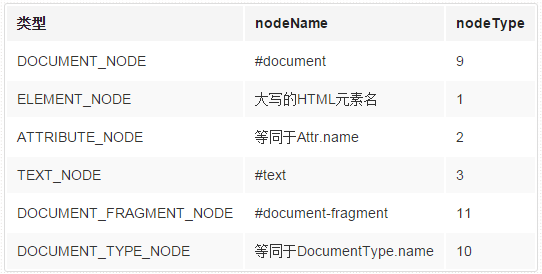 类型 nodeName nodeType
DOCUMENT_NODE #document 9
ELEMENT_NODE 大写的HTML元素名 1
ATTRIBUTE_NODE 等同于Attr.name 2
TEXT_NODE #text 3
DOCUMENT_FRAGMENT_NODE #document-fragment 11
DOCUMENT_TYPE_NODE 等同于DocumentType.name 10